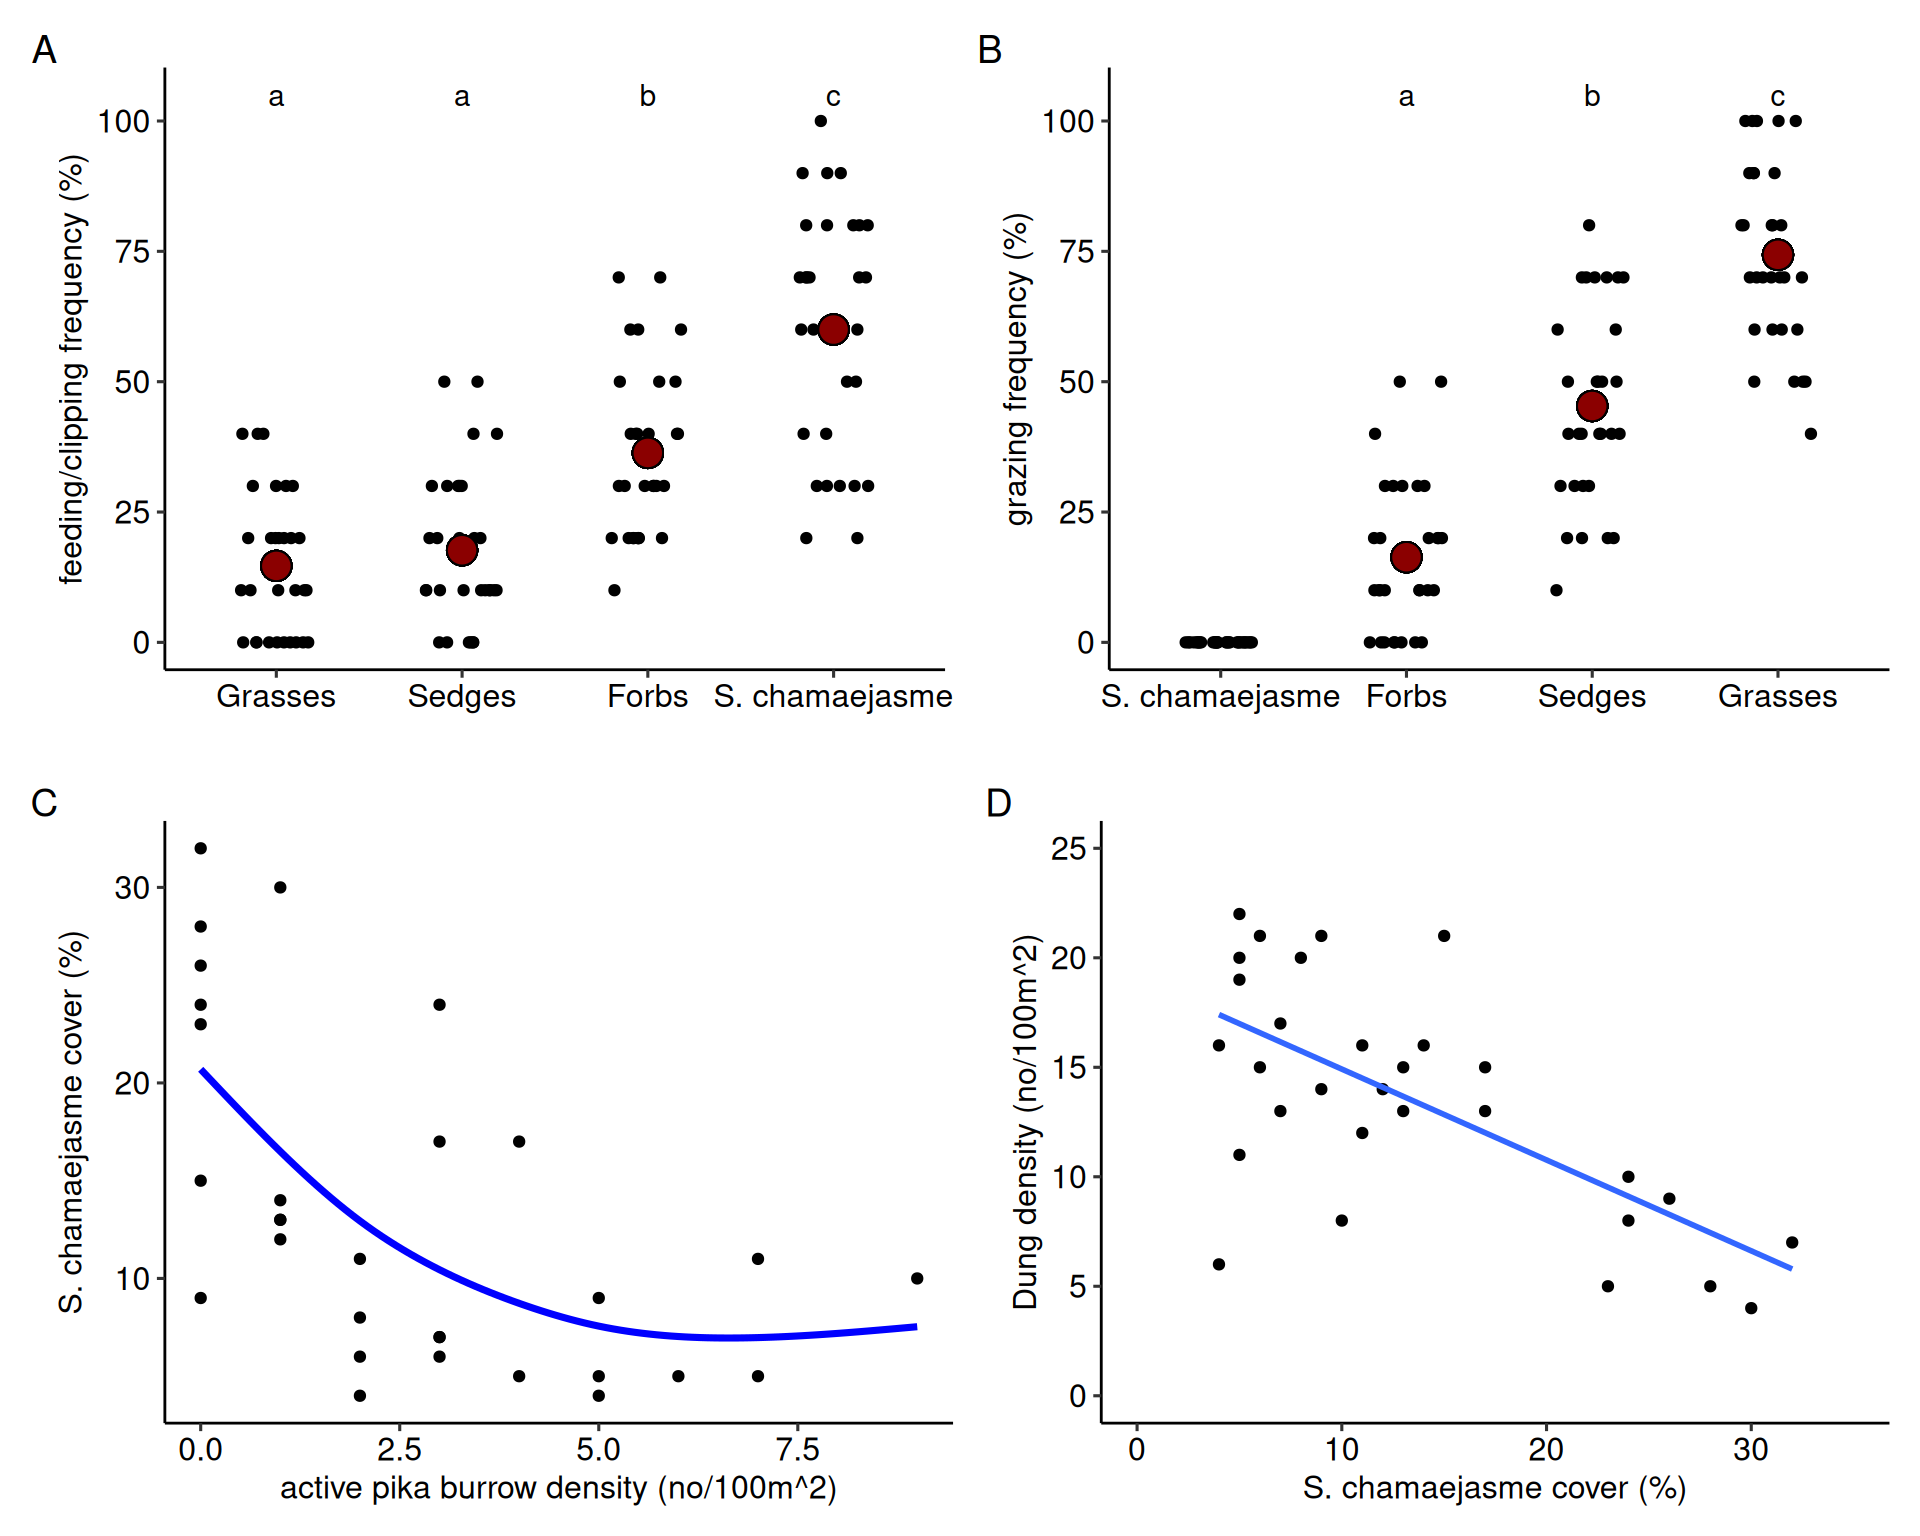 A
a a b c
feeding/clipping frequency (%)
100
75
50
25
0
Grasses Sedges Forbs S. chamaejasme
B
a b c
grazing frequency (%)
100
75
50
25
0
S. chamaejasme Forbs Sedges Grasses
C
S. chamaejasme cover (%)
30
20
10
0.0 2.5 5.0 7.5
active pika burrow density (no/100m^2)
D
Dung density (no/100m^2)
25
20
15
10
5
0
0 10 20 30
S. chamaejasme cover (%)